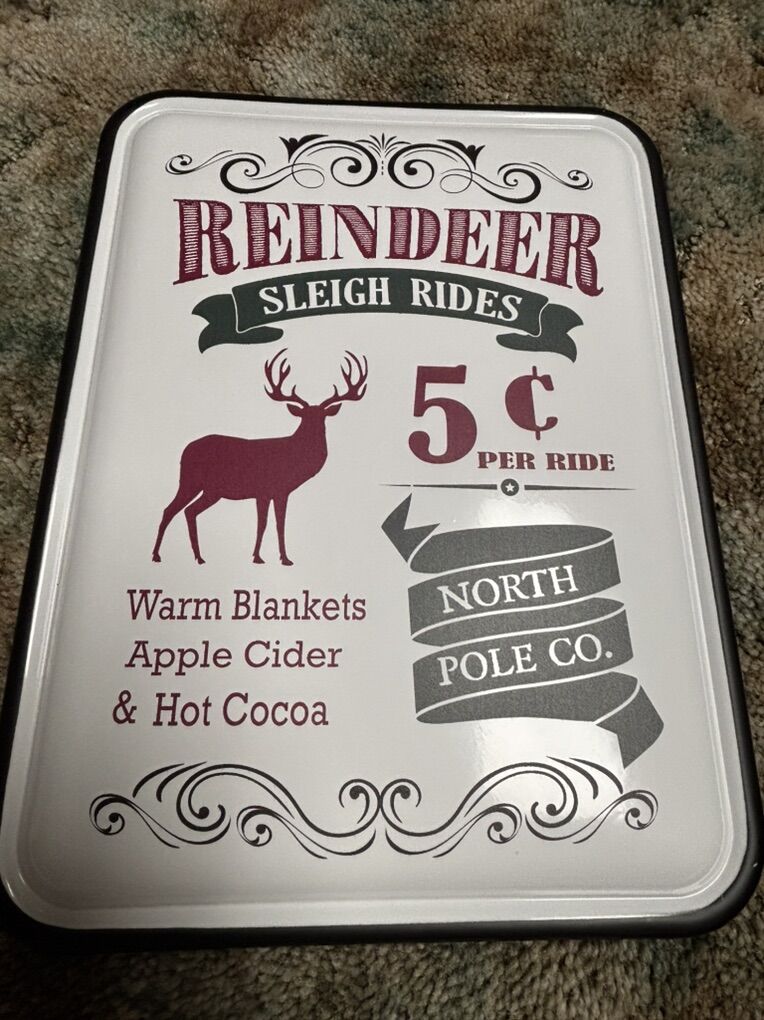 REINDEER
SLEIGH RIDES
5¢
PER RIDE
NORTH
POLE CO.
Warm Blankets
Apple Cider
& Hot Cocoa